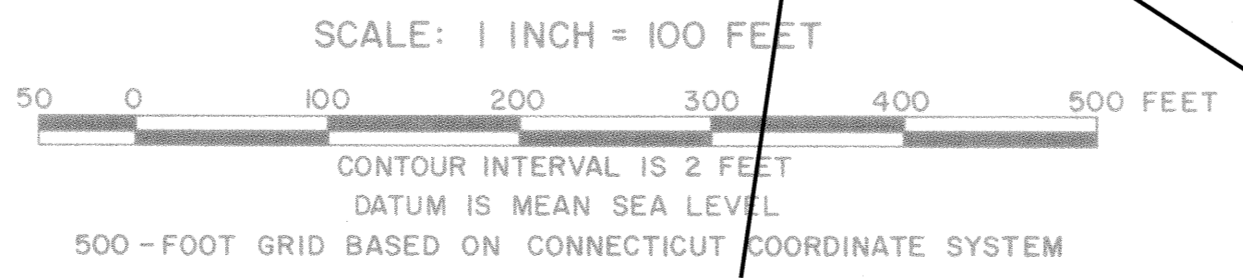 SCALE: 1 INCH = 100 FEET
50 0 100 200 300 400 500 FEET
CONTOUR INTERVAL IS 2 FEET
DATUM IS MEAN SEA LEVEL
500-FOOT GRID BASED ON CONNECTICUT COORDINATE SYSTEM